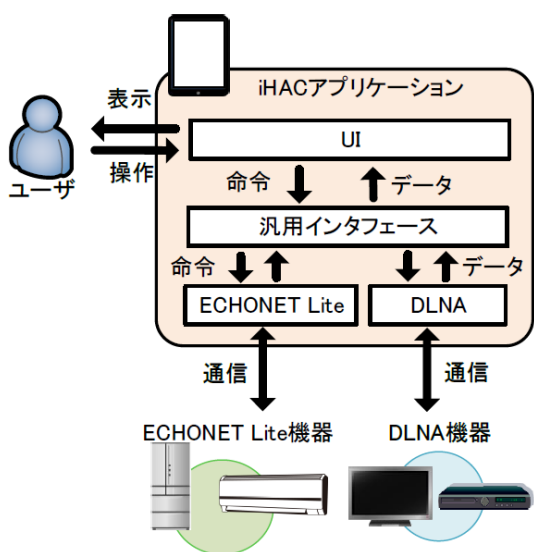 iHACアプリケーション
表示
UI
操作
ユーザ
命令
データ
汎用インタフェース
命令
データ
ECHONET Lite
DLNA
通信
通信
ECHONET Lite機器
DLNA機器